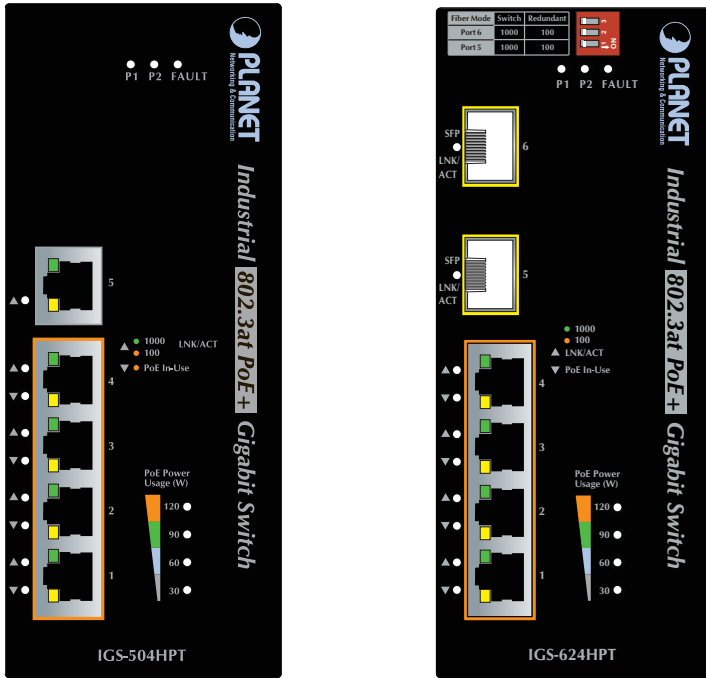 P1 P2 FAULT
PLANET
Networking & Communication
Industrial 802.3at PoE+ Gigabit Switch
5
1000 LNK/ACT
100
PoE In-Use
4
3
2
1
PoE Power
Usage (W)
120
90
60
30
IGS-504HPT
Fiber Mode Switch Redundant
Port 6 1000 100
Port 5 1000 100
1 2 3
ON
P1 P2 FAULT
PLANET
Networking & Communication
Industrial 802.3at PoE+ Gigabit Switch
SFP
LNK/
ACT
6
SFP
LNK/
ACT
5
1000
100
LNK/ACT
PoE In-Use
4
3
2
1
PoE Power
Usage (W)
120
90
60
30
IGS-624HPT